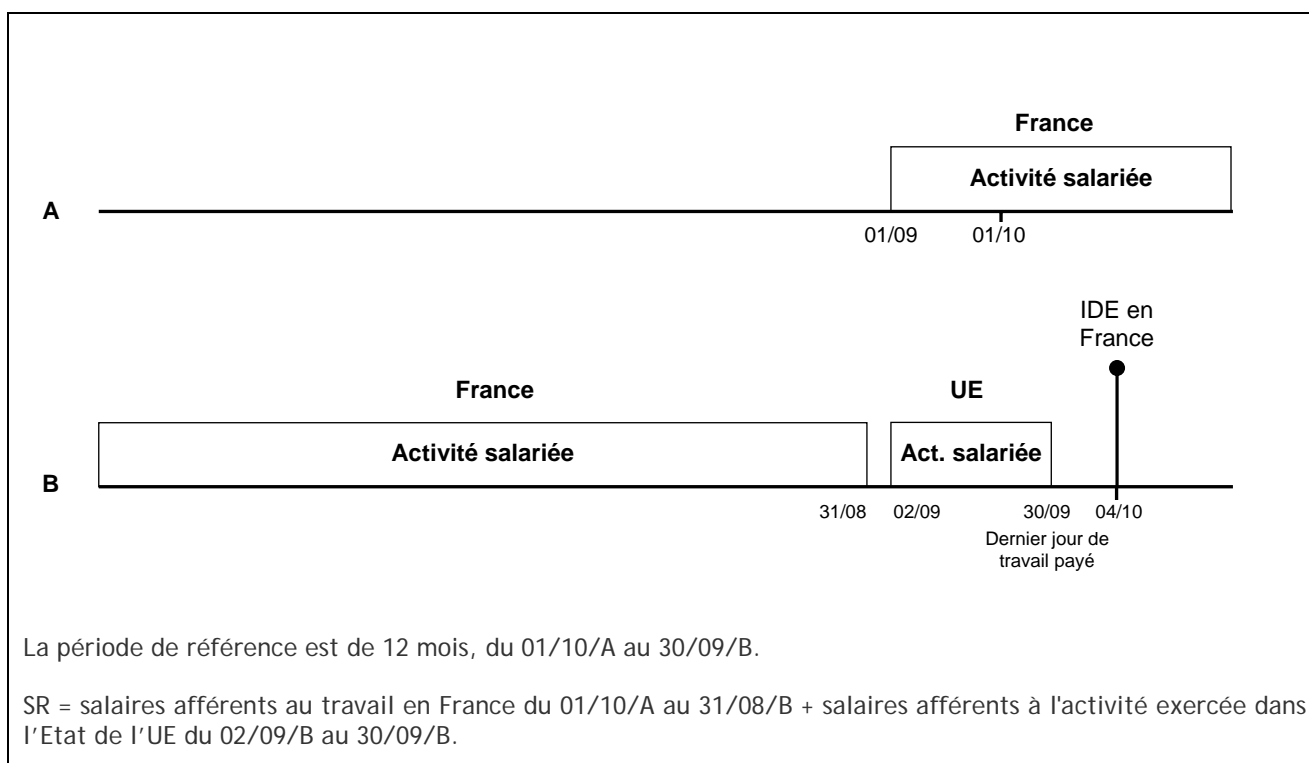 France
Activité salariée
A
01/09 01/10
IDE en
France
France UE
Activité salariée Act. salariée
B
31/08 02/09 30/09 04/10
Dernier jour de
travail payé
La période de référence est de 12 mois, du 01/10/A au 30/09/B.
SR = salaires afférents au travail en France du 01/10/A au 31/08/B + salaires afférents à l'activité exercée dans
l'Etat de l'UE du 02/09/B au 30/09/B.